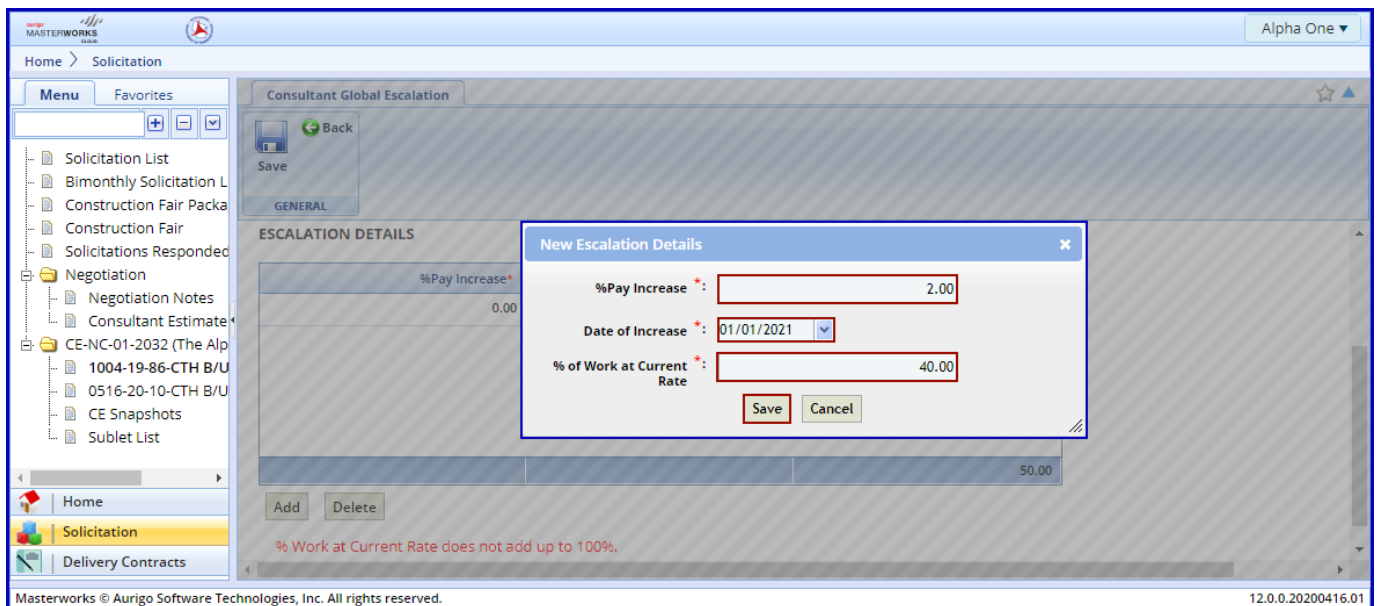 aurigo
MASTERWORKS
CLOUD
Alpha One ▼
Home > Solicitation
Menu Favorites
Consultant Global Escalation
Back
Save
GENERAL
Solicitation List
Bimonthly Solicitation L
Construction Fair Packa
Construction Fair
Solicitations Responded
Negotiation
Negotiation Notes
Consultant Estimate
CE-NC-01-2032 (The Alp
1004-19-86-CTH B/U
0516-20-10-CTH B/U
CE Snapshots
Sublet List
ESCALATION DETAILS
%Pay Increase*
0.00
New Escalation Details ×
%Pay Increase *: 2.00
Date of Increase *: 01/01/2021
% of Work at Current Rate *: 40.00
Save Cancel
50.00
Add Delete
% Work at Current Rate does not add up to 100%.
Home
Solicitation
Delivery Contracts
Masterworks © Aurigo Software Technologies, Inc. All rights reserved. 12.0.0.20200416.01